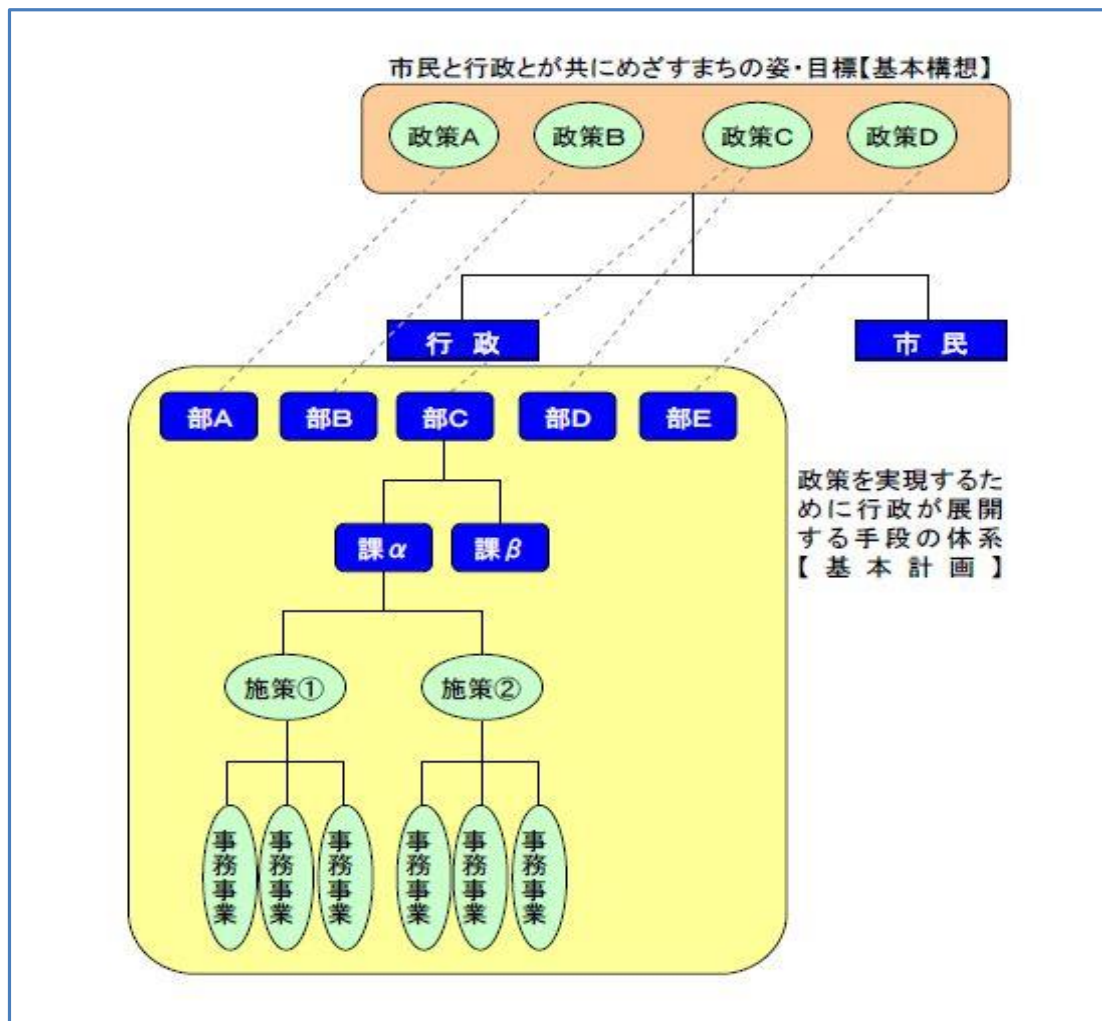 市民と行政とが共にめざすまちの姿・目標【基本構想】
政策A
政策B
政策C
政策D
行 政
市 民
部A
部B
部C
部D
部E
政策を実現するた
めに行政が展開
する手段の体系
【基本計画】
課α
課β
施策①
施策②
事務事業
事務事業
事務事業
事務事業
事務事業
事務事業